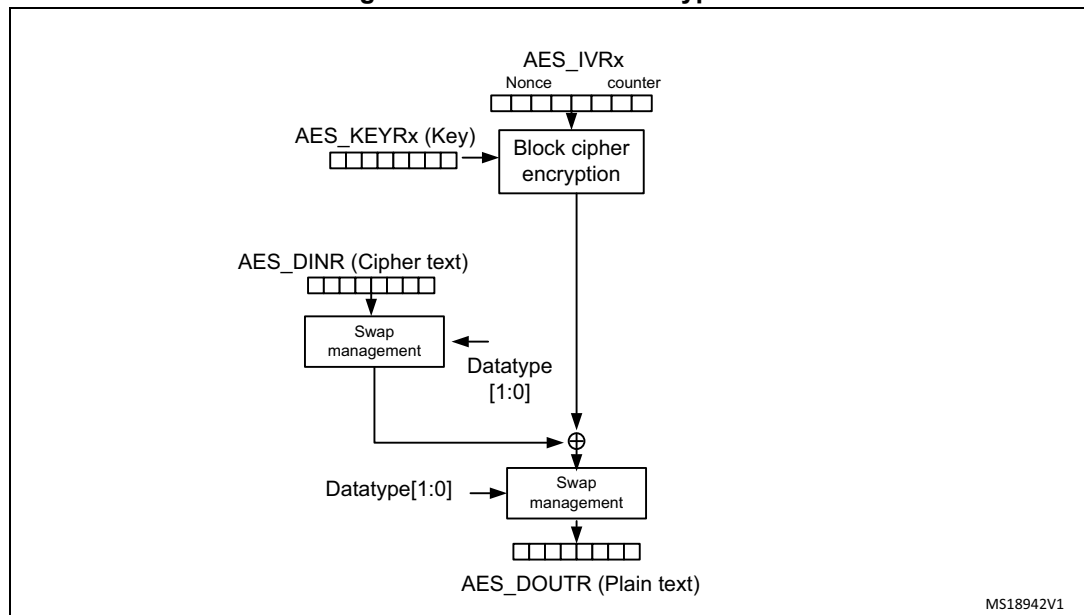 AES_IVRx
Nonce counter
AES_KEYRx (Key)
Block cipher
encryption
AES_DINR (Cipher text)
Swap
management
Datatype
[1:0]
Datatype[1:0]
Swap
management
AES_DOUTR (Plain text)
MS18942V1